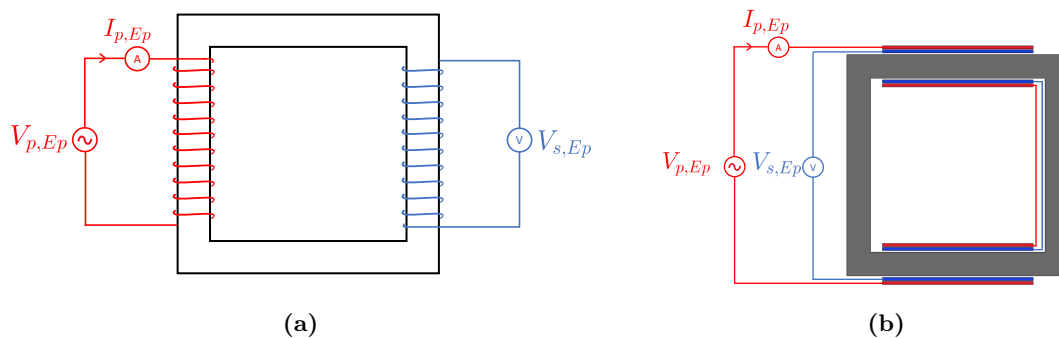 I_{p,Ep}
A
V_{p,Ep}
V
V_{s,Ep}
(a)
I_{p,Ep}
A
V_{p,Ep}
V_{s,Ep}
V
(b)